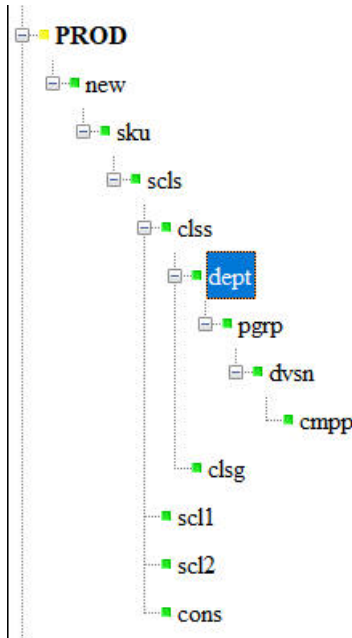 PROD
new
sku
scls
clss
dept
pgrp
dvsn
cmpp
clsg
scl1
scl2
cons